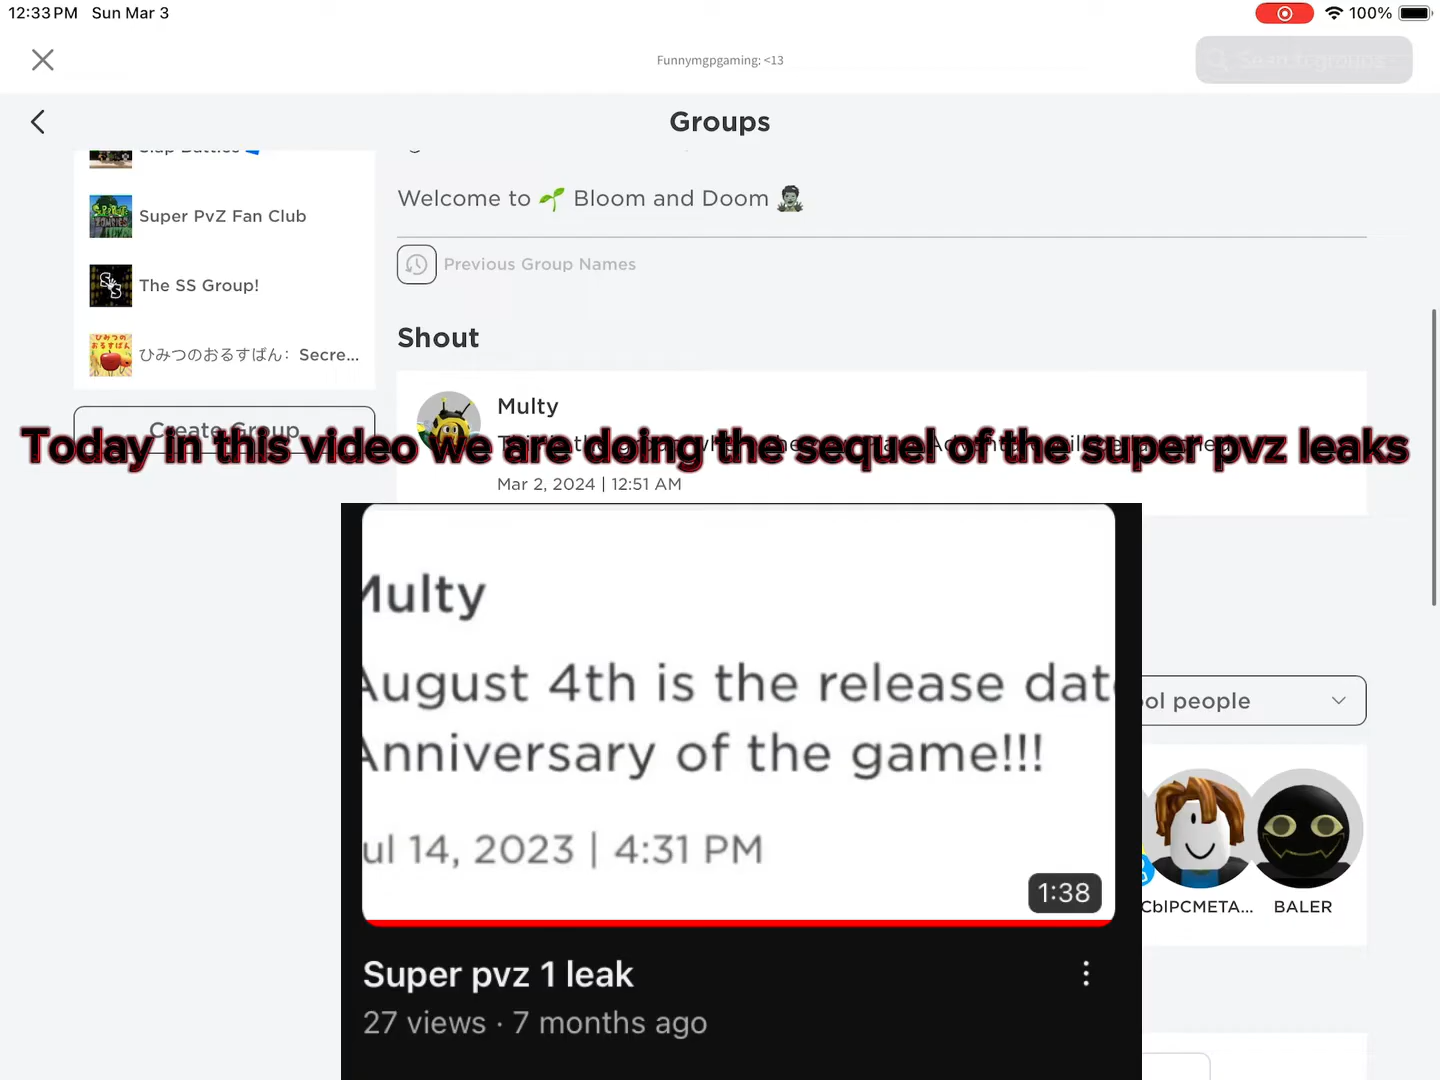 12:33 PM Sun Mar 3
100%
Funnymgpgaming: <13
Search groups
Groups
Slap Battles
Super PvZ Fan Club
The SS Group!
ひみつのおるすばん: Secre...
Create Group
Welcome to 🌱 Bloom and Doom 🧟
Previous Group Names
Shout
Multy
Today in this video we are doing the sequel of the super pvz leaks
Mar 2, 2024 | 12:51 AM
Multy
August 4th is the release dat
Anniversary of the game!!!
ul 14, 2023 | 4:31 PM
1:38
Super pvz 1 leak
27 views · 7 months ago
ool people
CbIPCMETA...
BALER